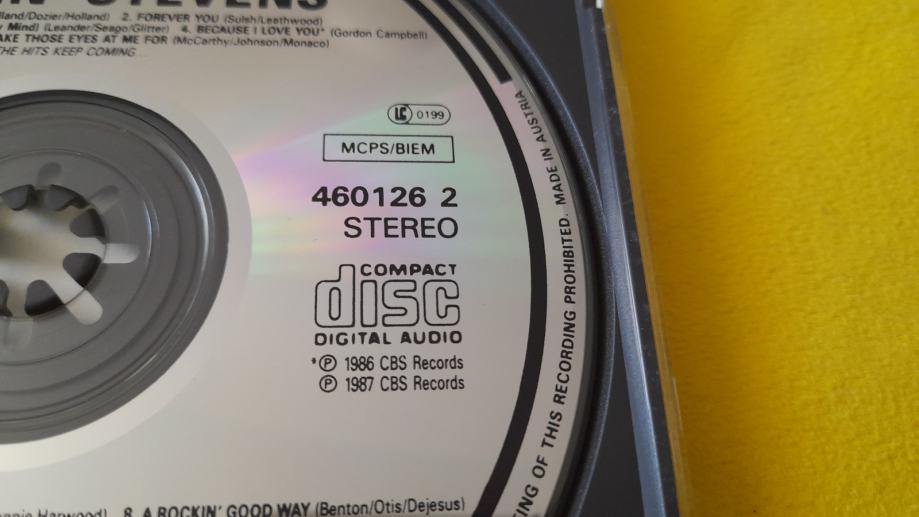 STEVENS
land/Dozier/Holland) 2. FOREVER YOU (Sulsh/Leathwood)
Mind) (Leander/Seago/Glitter) 4. BECAUSE I LOVE YOU* (Gordon Campbell)
AKE THOSE EYES AT ME FOR (McCarthy/Johnson/Monaco)
THE HITS KEEP COMING...
LC 0199
MCPS/BIEM
460126 2
STEREO
COMPACT
disc
DIGITAL AUDIO
*℗ 1986 CBS Records
℗ 1987 CBS Records
Harwood) 8. A ROCKIN' GOOD WAY (Benton/Otis/Dejesus)
ING OF THIS RECORDING PROHIBITED. MADE IN AUSTRIA